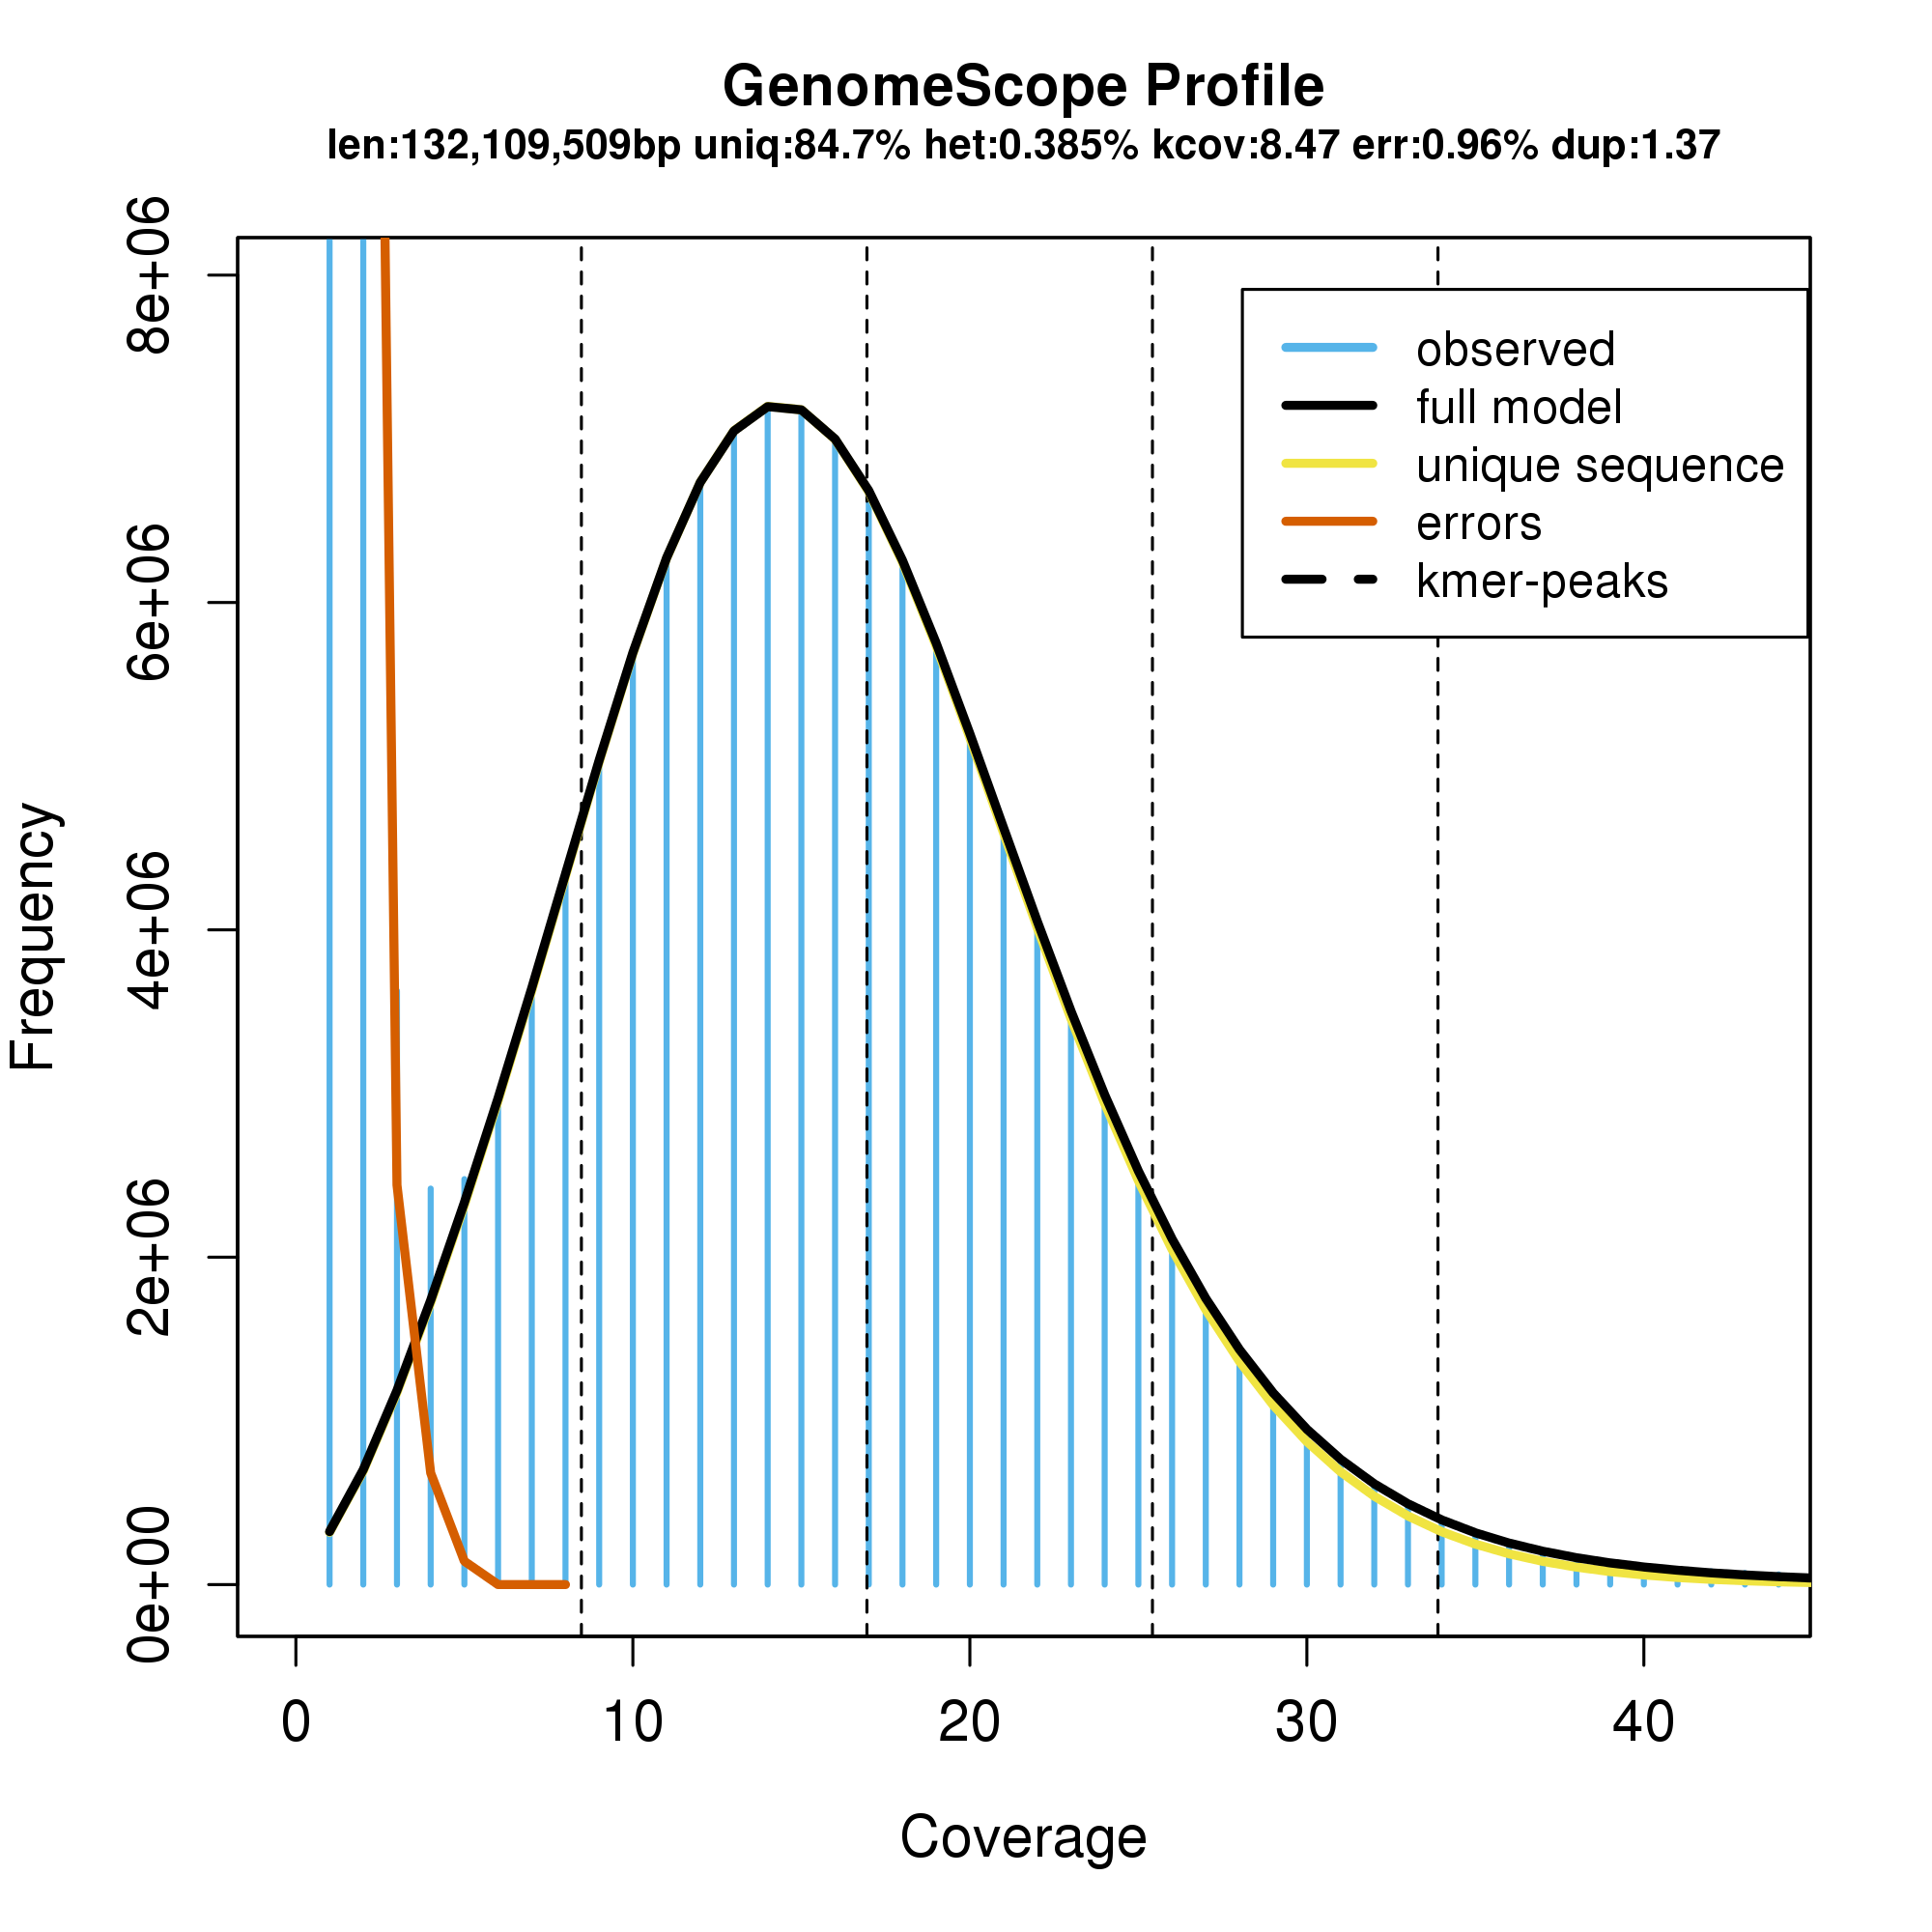 GenomeScope Profile
len:132,109,509bp uniq:84.7% het:0.385% kcov:8.47 err:0.96% dup:1.37
8e+06
6e+06
4e+06
2e+06
0e+00
Frequency
observed
full model
unique sequence
errors
kmer-peaks
0 10 20 30 40
Coverage